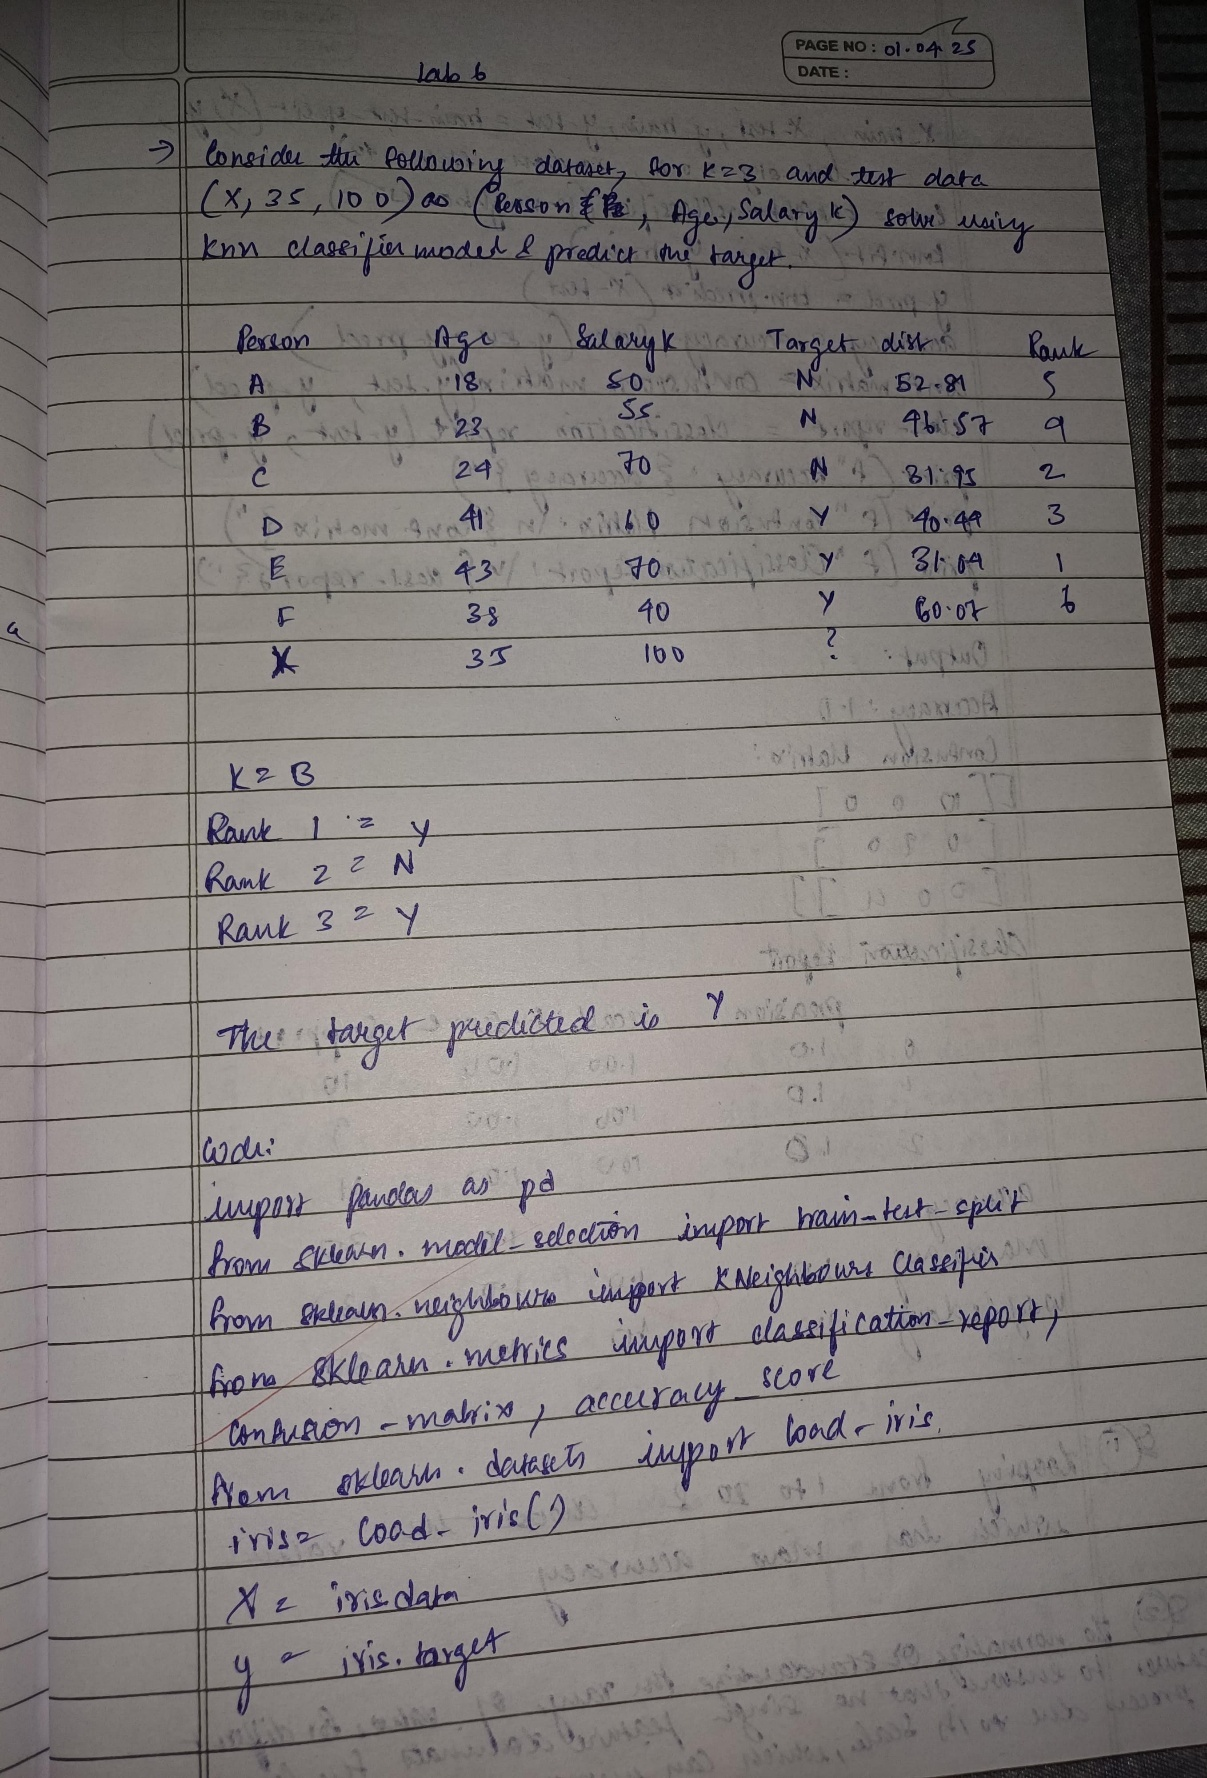 PAGE NO: 01.04.25
DATE:
Lab 6
→ Consider the following dataset, for K=3 and test data
(X, 35, 100) as (Person, Age, Salary K) solve using
Knn classifier model & predict the target.
Person Age Salary K Target dist Rank
A 18 50 N 52.81 5
B 23 55 N 46.57 4
C 24 70 N 31.95 2
D 41 60 Y 40.44 3
E 43 70 Y 31.04 1
F 38 40 Y 60.07 6
X 35 100 ?
K = 3
Rank 1 = Y
Rank 2 = N
Rank 3 = Y
The target predicted is Y
Code:
import pandas as pd
from sklearn.model_selection import train_test_split
from sklearn.neighbours import KNeighbours Classifier
from sklearn.metrics import classification_report,
confusion_matrix, accuracy_score
from sklearn.datasets import load_iris.
iris = load_iris()
X = iris.data
y = iris.target